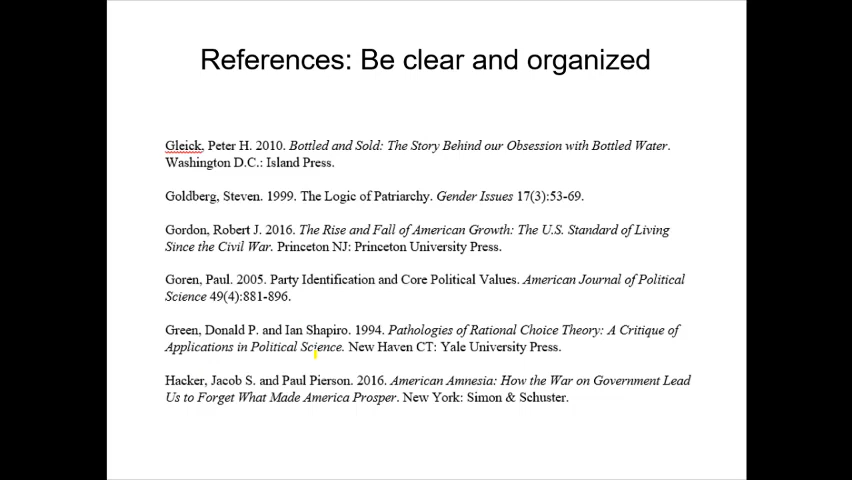 References: Be clear and organized
Gleick, Peter H. 2010. Bottled and Sold: The Story Behind our Obsession with Bottled Water.
Washington D.C.: Island Press.
Goldberg, Steven. 1999. The Logic of Patriarchy. Gender Issues 17(3):53-69.
Gordon, Robert J. 2016. The Rise and Fall of American Growth: The U.S. Standard of Living
Since the Civil War. Princeton NJ: Princeton University Press.
Goren, Paul. 2005. Party Identification and Core Political Values. American Journal of Political
Science 49(4):881-896.
Green, Donald P. and Ian Shapiro. 1994. Pathologies of Rational Choice Theory: A Critique of
Applications in Political Science. New Haven CT: Yale University Press.
Hacker, Jacob S. and Paul Pierson. 2016. American Amnesia: How the War on Government Lead
Us to Forget What Made America Prosper. New York: Simon & Schuster.